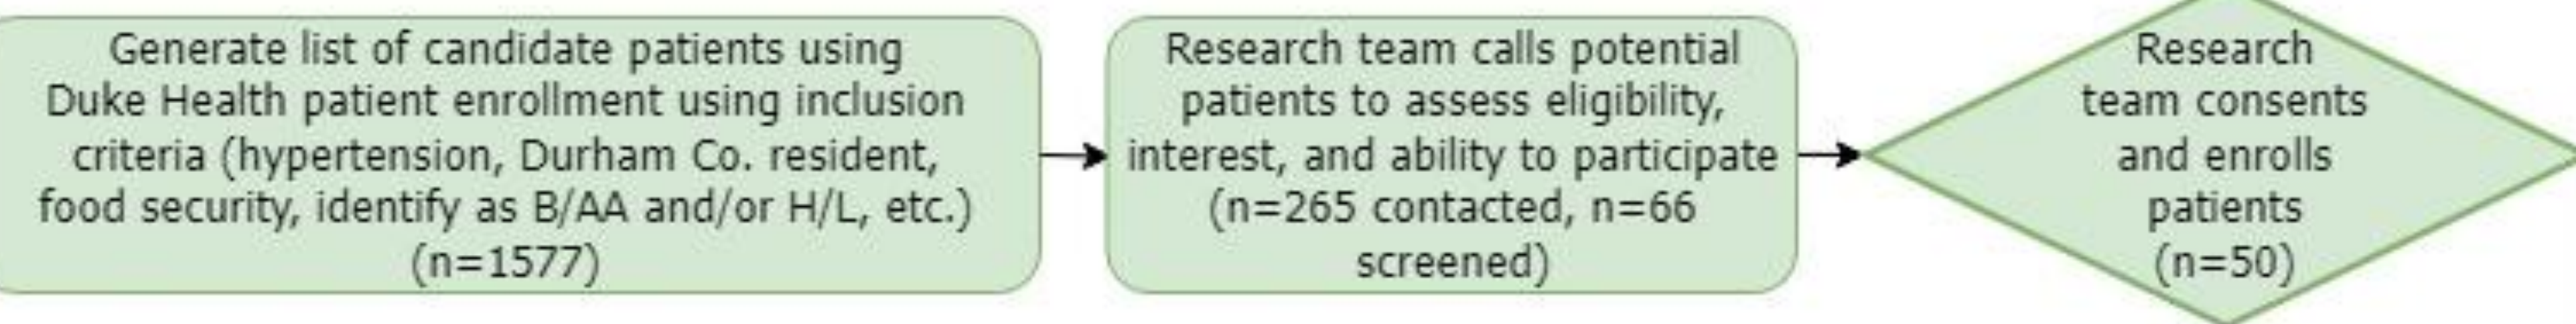 Generate list of candidate patients using
Duke Health patient enrollment using inclusion
criteria (hypertension, Durham Co. resident,
food security, identify as B/AA and/or H/L, etc.)
(n=1577)
Research team calls potential
patients to assess eligibility,
interest, and ability to participate
(n=265 contacted, n=66
screened)
Research
team consents
and enrolls
patients
(n=50)